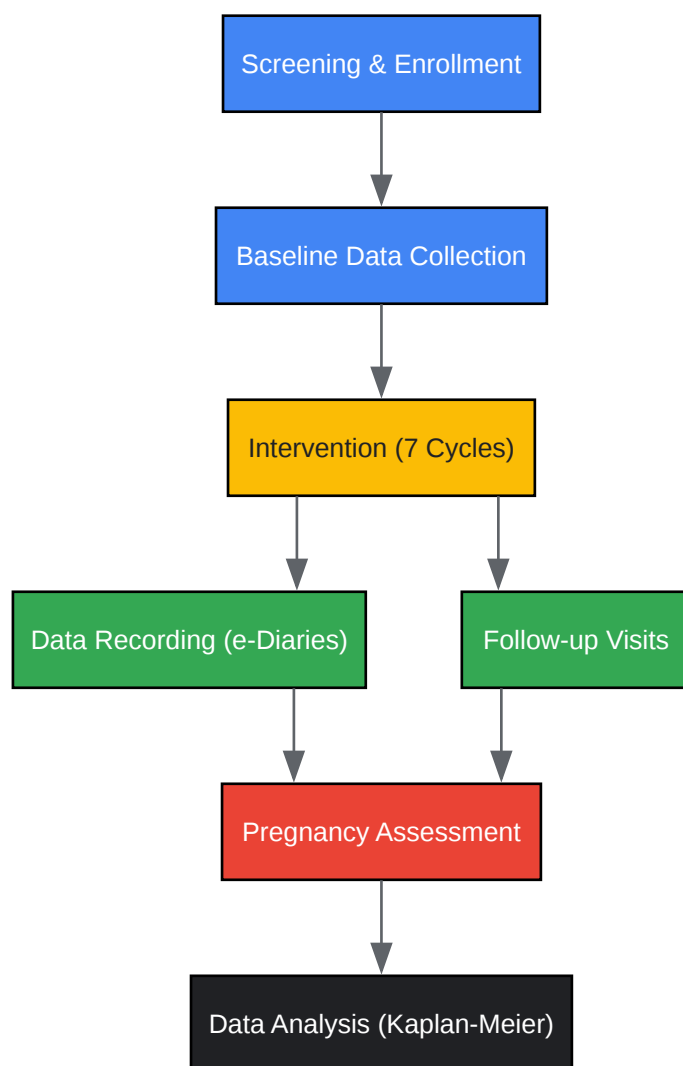 Screening & Enrollment
Baseline Data Collection
Intervention (7 Cycles)
Data Recording (e-Diaries)
Follow-up Visits
Pregnancy Assessment
Data Analysis (Kaplan-Meier)